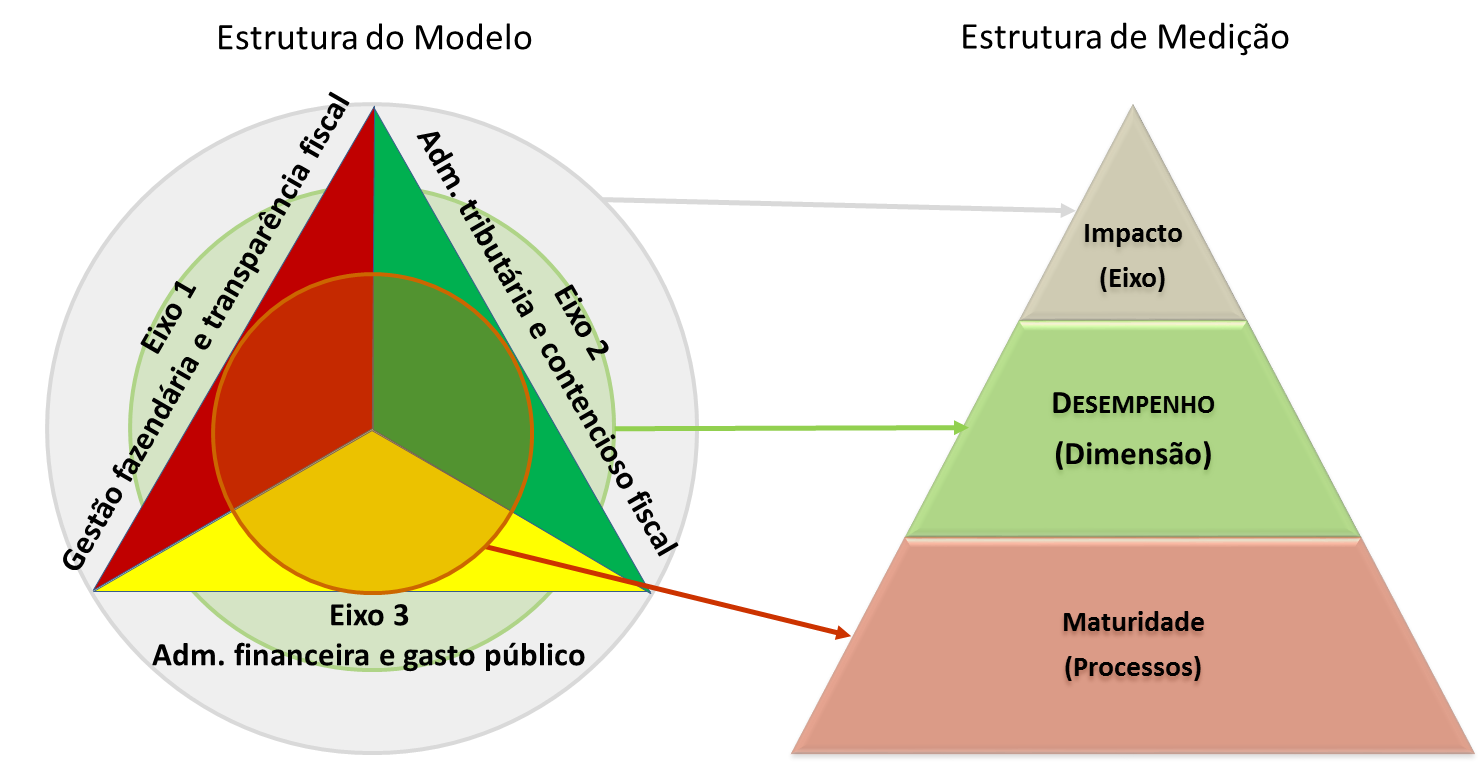 Estrutura do Modelo
Estrutura de Medição
Eixo 1
Gestão fazendária e transparência fiscal
Adm. tributária e contencioso fiscal
Eixo 2
Eixo 3
Adm. financeira e gasto público
Impacto
(Eixo)
DESEMPENHO
(Dimensão)
Maturidade
(Processos)